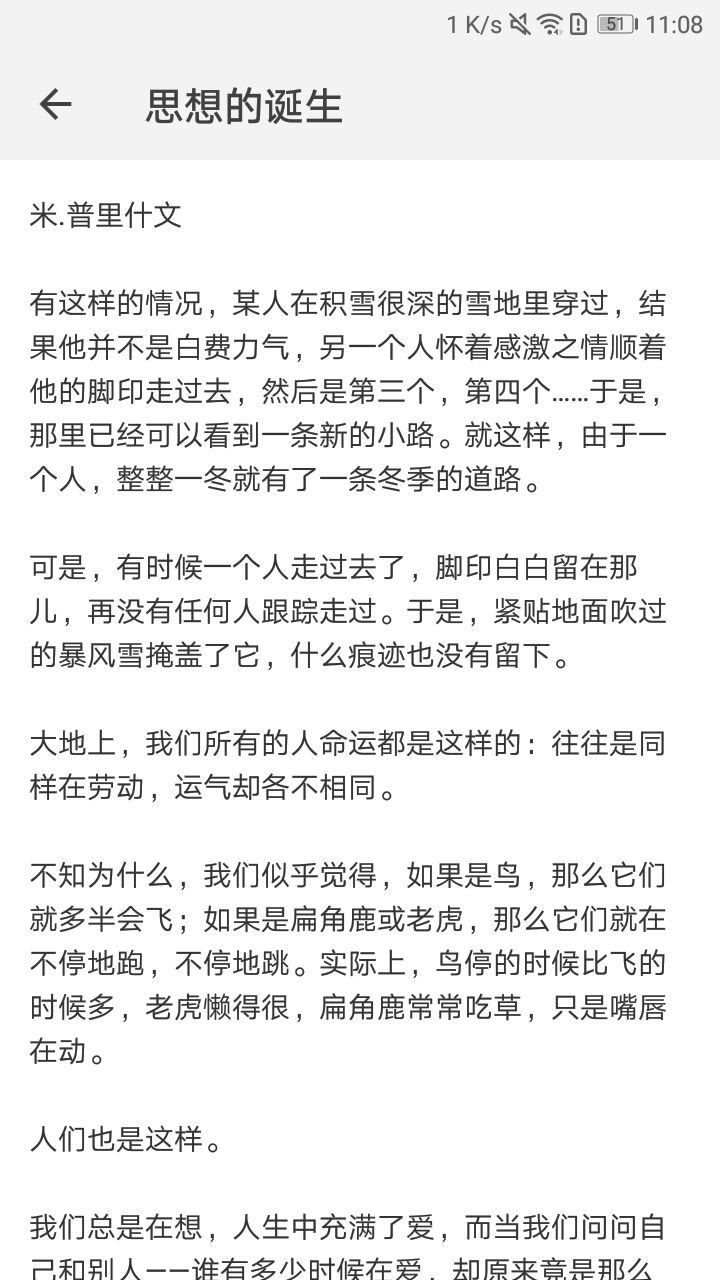 1 K/s 51 11:08
思想的诞生
米.普里什文
有这样的情况，某人在积雪很深的雪地里穿过，结
果他并不是白费力气，另一个人怀着感激之情顺着
他的脚印走过去，然后是第三个，第四个……于是，
那里已经可以看到一条新的小路。就这样，由于一
个人，整整一冬就有了一条冬季的道路。
可是，有时候一个人走过去了，脚印白白留在那
儿，再没有任何人跟踪走过。于是，紧贴地面吹过
的暴风雪掩盖了它，什么痕迹也没有留下。
大地上，我们所有的人命运都是这样的：往往是同
样在劳动，运气却各不相同。
不知为什么，我们似乎觉得，如果是鸟，那么它们
就多半会飞；如果是扁角鹿或老虎，那么它们就在
不停地跑，不停地跳。实际上，鸟停的时候比飞的
时候多，老虎懒得很，扁角鹿常常吃草，只是嘴唇
在动。
人们也是这样。
我们总是在想，人生中充满了爱，而当我们问问自
己和别人——谁有多少时候在爱，却原来竟是那么